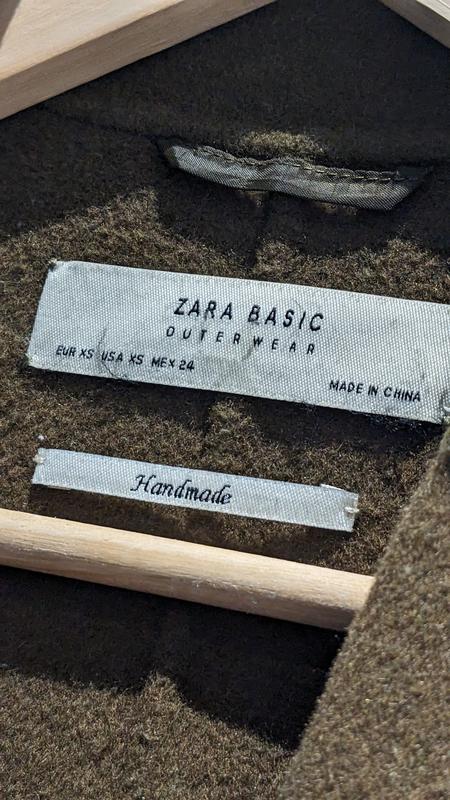 ZARA BASIC
OUTERWEAR
EUR XS USA XS MEX 24
MADE IN CHINA
Handmade